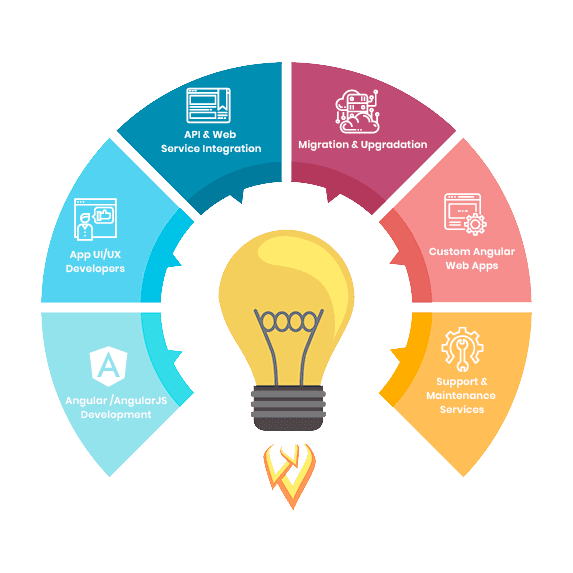 API & Web
Service Integration
Migration & Upgradation
App UI/UX
Developers
Custom Angular
Web Apps
Angular /AngularJS
Development
Support &
Maintenance
Services